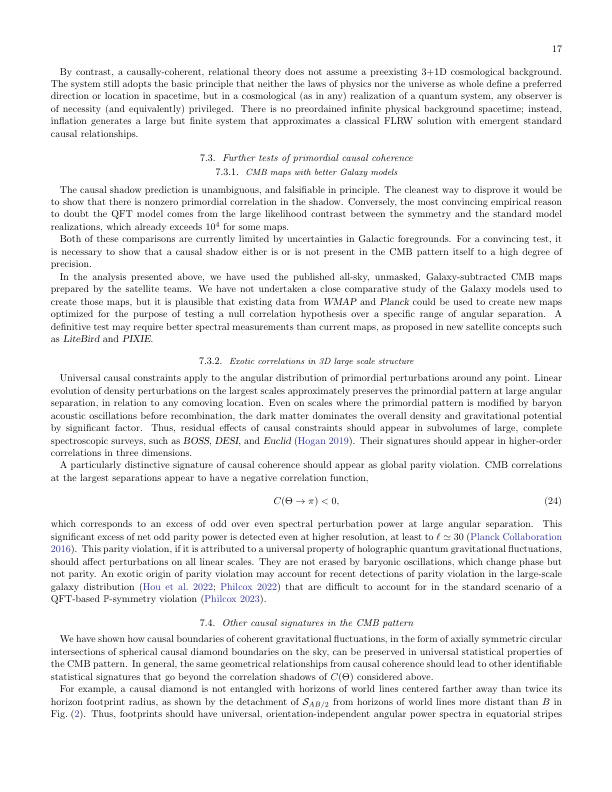 17
By contrast, a causally-coherent, relational theory does not assume a preexisting 3+1D cosmological background.
The system still adopts the basic principle that neither the laws of physics nor the universe as whole define a preferred
direction or location in spacetime, but in a cosmological (as in any) realization of a quantum system, any observer is
of necessity (and equivalently) privileged. There is no preordained infinite physical background spacetime; instead,
inflation generates a large but finite system that approximates a classical FLRW solution with emergent standard
causal relationships.
7.3. Further tests of primordial causal coherence
7.3.1. CMB maps with better Galaxy models
The causal shadow prediction is unambiguous, and falsifiable in principle. The cleanest way to disprove it would be
to show that there is nonzero primordial correlation in the shadow. Conversely, the most convincing empirical reason
to doubt the QFT model comes from the large likelihood contrast between the symmetry and the standard model
realizations, which already exceeds 10⁴ for some maps.
Both of these comparisons are currently limited by uncertainties in Galactic foregrounds. For a convincing test, it
is necessary to show that a causal shadow either is or is not present in the CMB pattern itself to a high degree of
precision.
In the analysis presented above, we have used the published all-sky, unmasked, Galaxy-subtracted CMB maps
prepared by the satellite teams. We have not undertaken a close comparative study of the Galaxy models used to
create those maps, but it is plausible that existing data from WMAP and Planck could be used to create new maps
optimized for the purpose of testing a null correlation hypothesis over a specific range of angular separation. A
definitive test may require better spectral measurements than current maps, as proposed in new satellite concepts such
as LiteBird and PIXIE.
7.3.2. Exotic correlations in 3D large scale structure
Universal causal constraints apply to the angular distribution of primordial perturbations around any point. Linear
evolution of density perturbations on the largest scales approximately preserves the primordial pattern at large angular
separation, in relation to any comoving location. Even on scales where the primordial pattern is modified by baryon
acoustic oscillations before recombination, the dark matter dominates the overall density and gravitational potential
by significant factor. Thus, residual effects of causal constraints should appear in subvolumes of large, complete
spectroscopic surveys, such as BOSS, DESI, and Euclid (Hogan 2019). Their signatures should appear in higher-order
correlations in three dimensions.
A particularly distinctive signature of causal coherence should appear as global parity violation. CMB correlations
at the largest separations appear to have a negative correlation function,
C(Θ → π) < 0, (24)
which corresponds to an excess of odd over even spectral perturbation power at large angular separation. This
significant excess of net odd parity power is detected even at higher resolution, at least to ℓ ≃ 30 (Planck Collaboration
2016). This parity violation, if it is attributed to a universal property of holographic quantum gravitational fluctuations,
should affect perturbations on all linear scales. They are not erased by baryonic oscillations, which change phase but
not parity. An exotic origin of parity violation may account for recent detections of parity violation in the large-scale
galaxy distribution (Hou et al. 2022; Philcox 2022) that are difficult to account for in the standard scenario of a
QFT-based P-symmetry violation (Philcox 2023).
7.4. Other causal signatures in the CMB pattern
We have shown how causal boundaries of coherent gravitational fluctuations, in the form of axially symmetric circular
intersections of spherical causal diamond boundaries on the sky, can be preserved in universal statistical properties of
the CMB pattern. In general, the same geometrical relationships from causal coherence should lead to other identifiable
statistical signatures that go beyond the correlation shadows of C(Θ) considered above.
For example, a causal diamond is not entangled with horizons of world lines centered farther away than twice its
horizon footprint radius, as shown by the detachment of 𝒮_{AB/2} from horizons of world lines more distant than B in
Fig. (2). Thus, footprints should have universal, orientation-independent angular power spectra in equatorial stripes